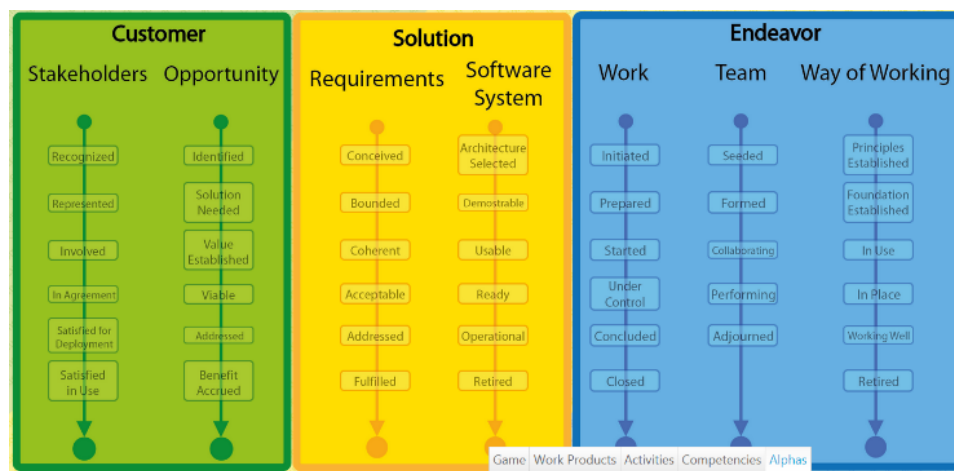 Customer
Stakeholders
Opportunity
Recognized
Represented
Involved
In Agreement
Satisfied for
Deployment
Satisfied
in Use
Identified
Solution
Needed
Value
Established
Viable
Addressed
Benefit
Accrued
Solution
Requirements
Software
System
Conceived
Bounded
Coherent
Acceptable
Addressed
Fulfilled
Architecture
Selected
Demostrable
Usable
Ready
Operational
Retired
Endeavor
Work
Team
Way of Working
Initiated
Prepared
Started
Under
Control
Concluded
Closed
Seeded
Formed
Collaborating
Performing
Adjourned
Principles
Established
Foundation
Established
In Use
In Place
Working Well
Retired
Game Work Products Activities Competencies Alphas